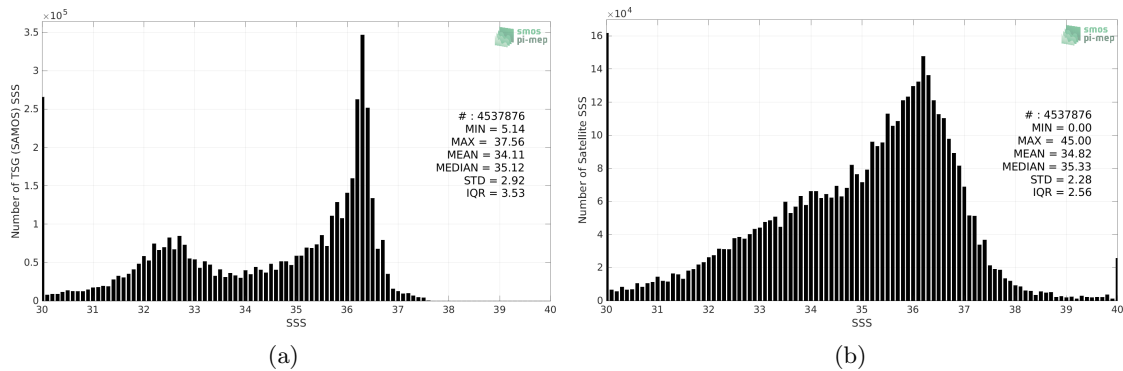 ×10⁵
3.5
3
2.5
2
1.5
1
0.5
0
30 31 32 33 34 35 36 37 38 39 40
SSS
Number of TSG (SAMOS) SSS
smos
pi-mep
# : 4537876
MIN = 5.14
MAX = 37.56
MEAN = 34.11
MEDIAN = 35.12
STD = 2.92
IQR = 3.53
(a)
×10⁴
16
14
12
10
8
6
4
2
0
30 31 32 33 34 35 36 37 38 39 40
SSS
Number of Satellite SSS
smos
pi-mep
# : 4537876
MIN = 0.00
MAX = 45.00
MEAN = 34.82
MEDIAN = 35.33
STD = 2.28
IQR = 2.56
(b)